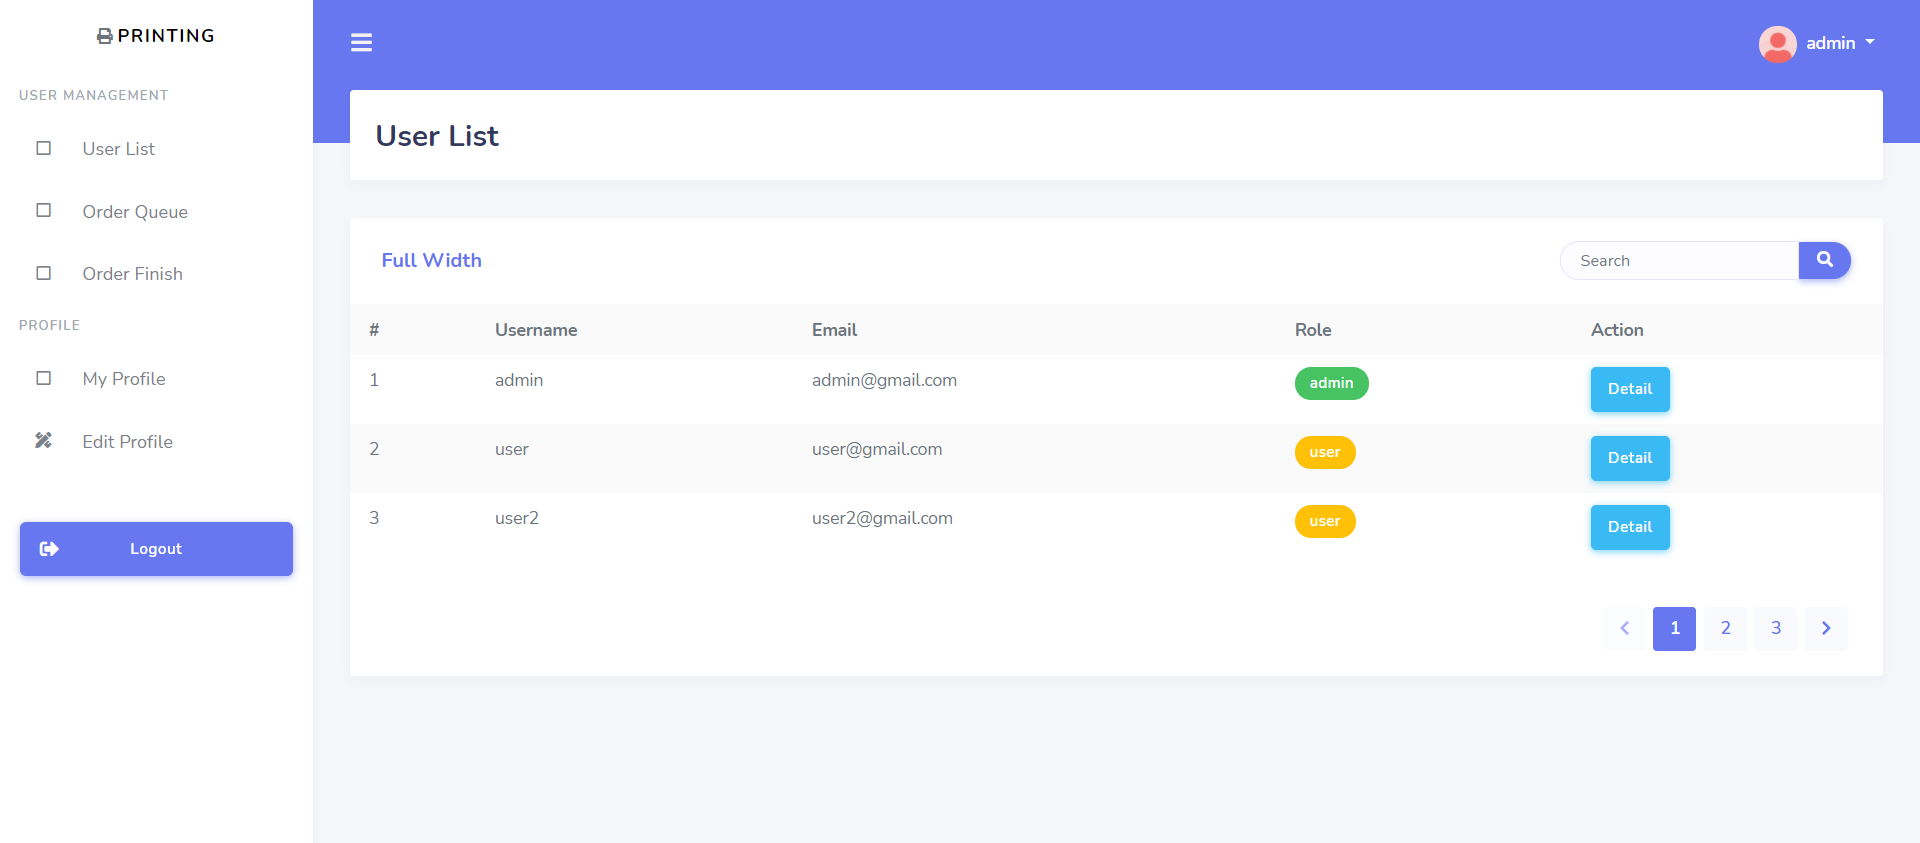 PRINTING
admin
USER MANAGEMENT
User List
Order Queue
Order Finish
PROFILE
My Profile
Edit Profile
Logout
User List
Full Width
Search
# Username Email Role Action
1 admin admin@gmail.com admin Detail
2 user user@gmail.com user Detail
3 user2 user2@gmail.com user Detail
1 2 3